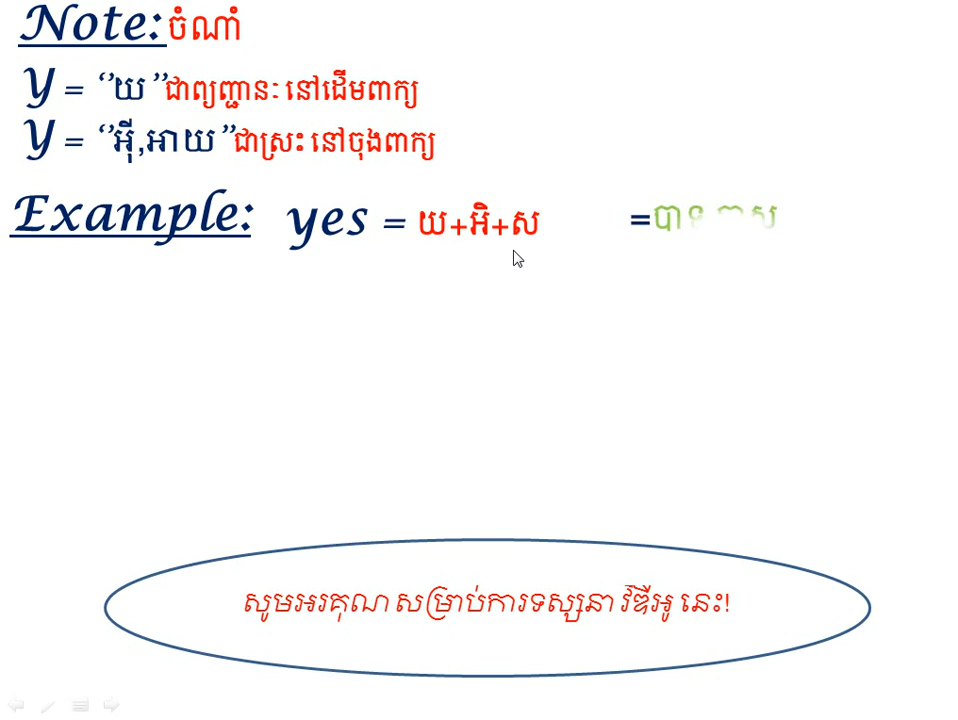 Note: ចំណាំ
y = ‘’យ’’ជាព្យញ្ជានៈ នៅដើមពាក្យ
y = ‘’អ៊ី,អាយ’’ជាស្រះ នៅចុងពាក្យ
Example: yes = យ+អិ+ស =បាទ
សូមអរគុណ សម្រាប់ការទស្សនា វីឌីអូ នេះ!